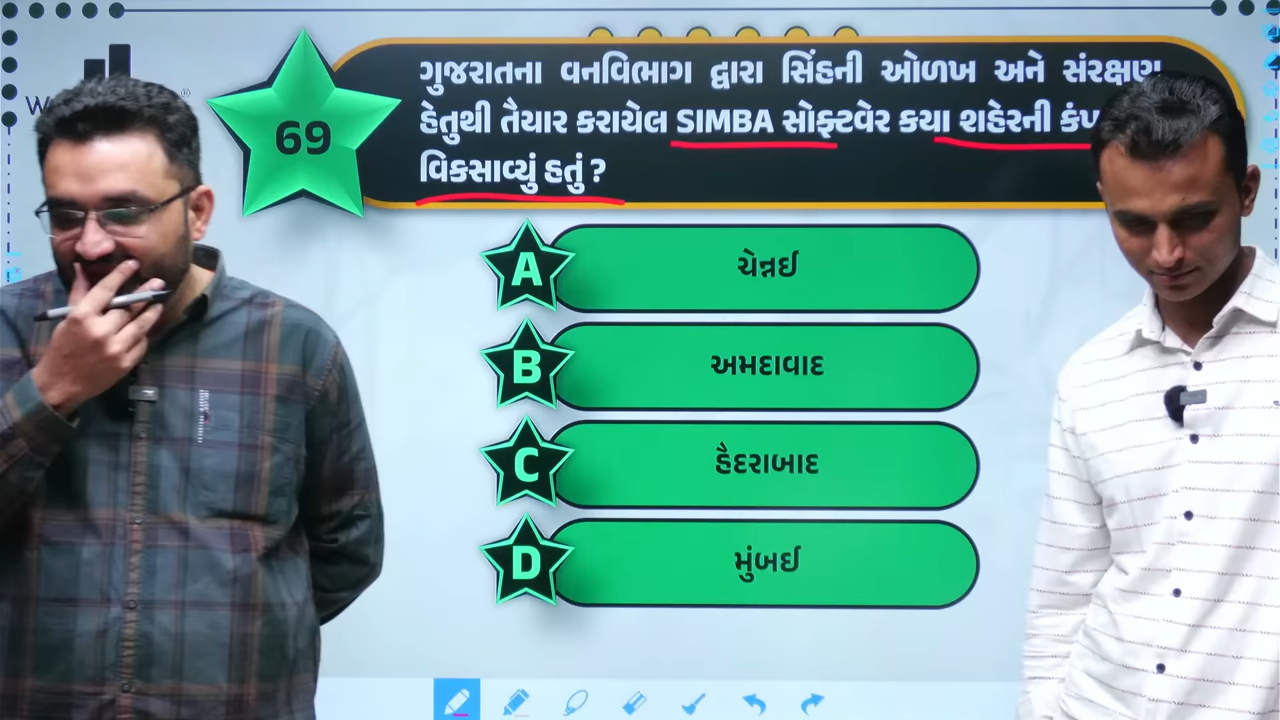 69
ગુજરાતના વનવિભાગ દ્વારા સિંહની ઓળખ અને સંરક્ષણ
હેતુથી તૈયાર કરાયેલ SIMBA સોફ્ટવેર કયા શહેરની
વિકસાવ્યું હતું ?
A ચેન્નઈ
B અમદાવાદ
C હૈદરાબાદ
D મુંબઈ